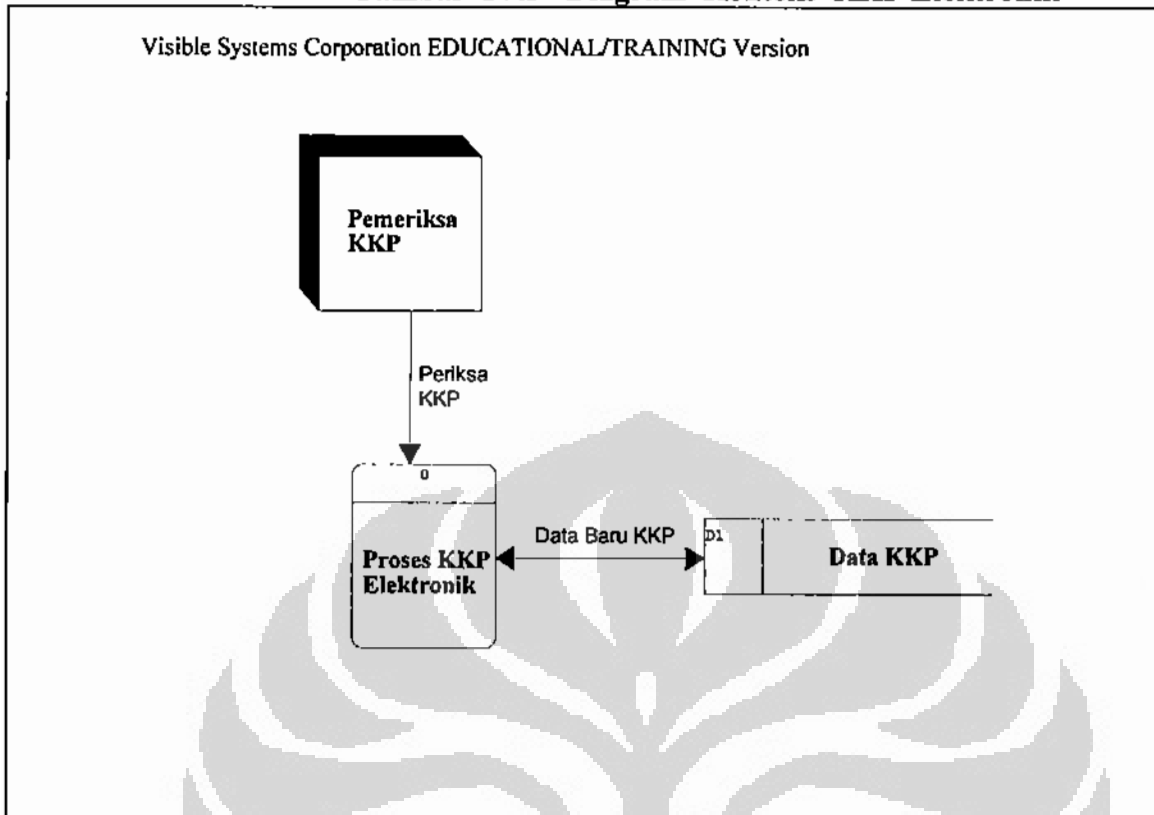 Visible Systems Corporation EDUCATIONAL/TRAINING Version
Pemeriksa
KKP
Periksa
KKP
0
Proses KKP
Elektronik
Data Baru KKP
D1
Data KKP